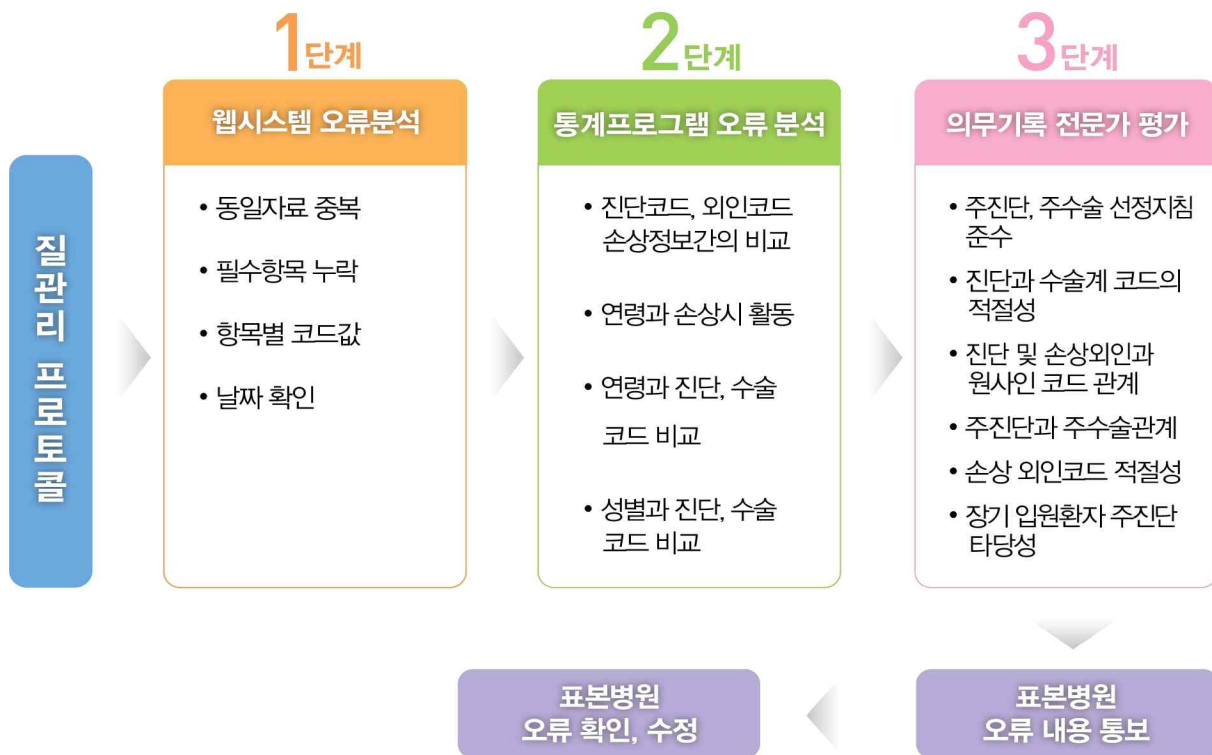 질관리 프로토콜
1단계
웹시스템 오류분석
• 동일자료 중복
• 필수항목 누락
• 항목별 코드값
• 날짜 확인
2단계
통계프로그램 오류 분석
• 진단코드, 외인코드
손상정보간의 비교
• 연령과 손상시 활동
• 연령과 진단, 수술
코드 비교
• 성별과 진단, 수술
코드 비교
3단계
의무기록 전문가 평가
• 주진단, 주수술 선정지침
준수
• 진단과 수술계 코드의
적절성
• 진단 및 손상외인과
원사인 코드 관계
• 주진단과 주수술관계
• 손상 외인코드 적절성
• 장기 입원환자 주진단
타당성
표본병원
오류 내용 통보
표본병원
오류 확인, 수정